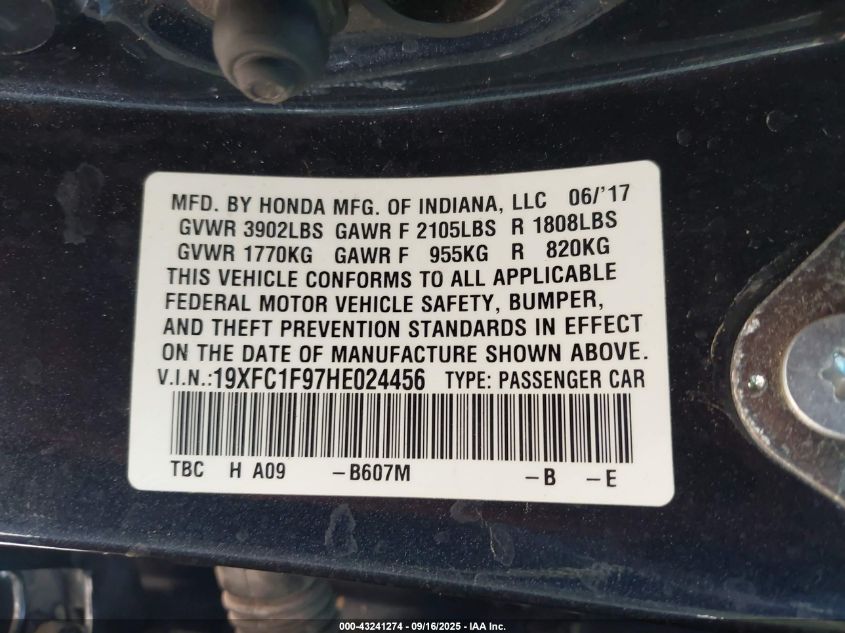 MFD. BY HONDA MFG. OF INDIANA, LLC 06/'17
GVWR 3902LBS GAWR F 2105LBS R 1808LBS
GVWR 1770KG GAWR F 955KG R 820KG
THIS VEHICLE CONFORMS TO ALL APPLICABLE
FEDERAL MOTOR VEHICLE SAFETY, BUMPER,
AND THEFT PREVENTION STANDARDS IN EFFECT
ON THE DATE OF MANUFACTURE SHOWN ABOVE.
V.I.N.:19XFC1F97HE024456 TYPE: PASSENGER CAR
TBC H A09 -B607M -B -E
000-43241274 - 09/16/2025 - IAA Inc.